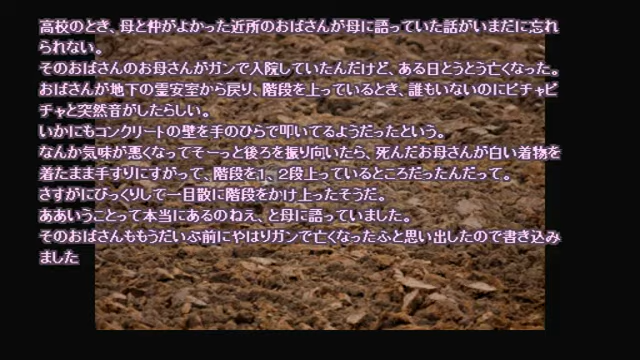 高校のとき、母と仲がよかった近所のおばさんが母に語っていた話がいまだに忘れ
られない。
そのおばさんのお母さんがガンで入院していたんだけど、ある日とうとう亡くなった。
おばさんが地下の霊安室から戻り、階段を上っているとき、誰もいないのにピチャピ
チャと突然音がしたらしい。
いかにもコンクリートの壁を手のひらで叩いてるようだったという。
なんか気味が悪くなってそーっと後ろを振り向いたら、死んだお母さんが白い着物を
着たまま手すりにすがって、階段を１、２段上っているところだったんだって。
さすがにびっくりして一目散に階段をかけ上ったそうだ。
ああいうことって本当にあるのねえ、と母に語っていました。
そのおばさんももうだいぶ前にやはりガンで亡くなったふと思い出したので書き込み
ました